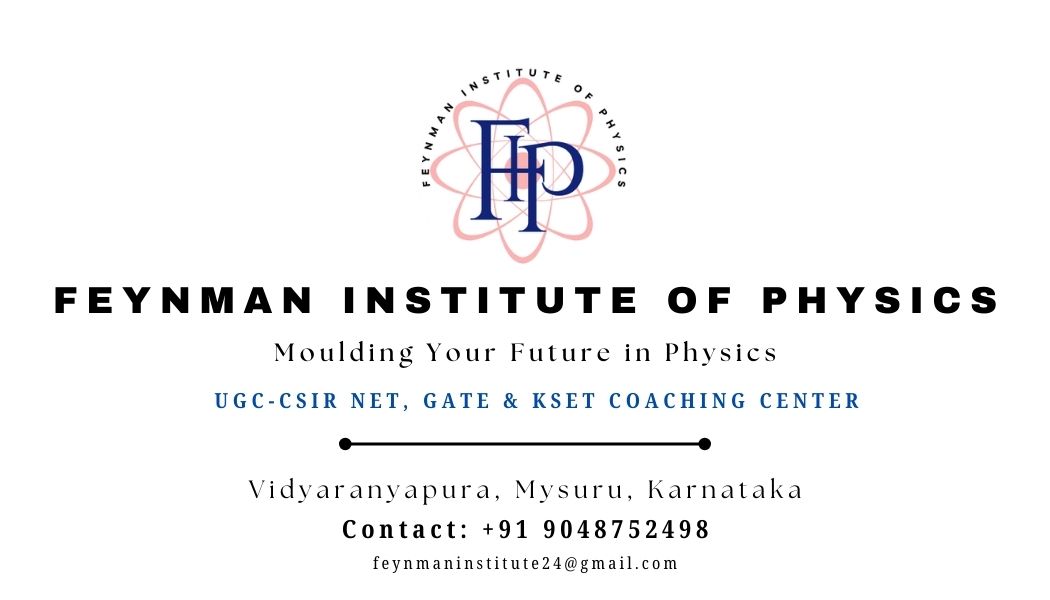 FEYNMAN INSTITUTE OF PHYSICS
FIP
FEYNMAN INSTITUTE OF PHYSICS
Moulding Your Future in Physics
UGC-CSIR NET, GATE & KSET COACHING CENTER
Vidyaranyapura, Mysuru, Karnataka
Contact: +91 9048752498
feynmaninstitute24@gmail.com